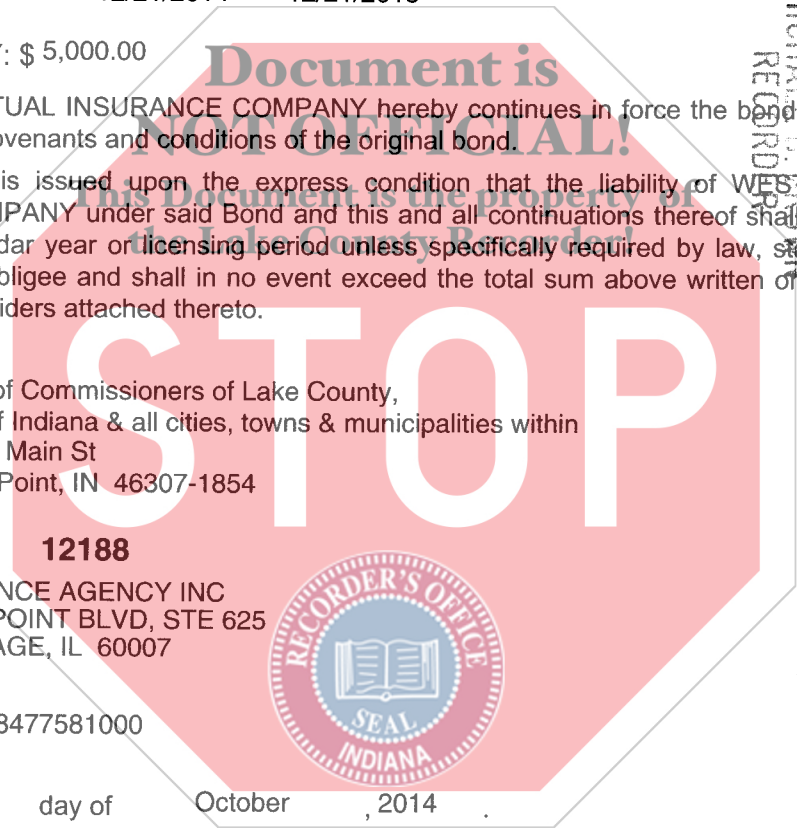 Y: $ 5,000.00
Document is
TUAL INSURANCE COMPANY hereby continues in force the bond
ovenants and conditions of the original bond.
NOT OFFICIAL!
is issued upon the express condition that the liability of WES
This Document is the property of
MPANY under said Bond and this and all continuations thereof shal
the Lake County Recorder!
dar year or licensing period unless specifically required by law, st
bligee and shall in no event exceed the total sum above written or
iders attached thereto.
STOP
of Commissioners of Lake County,
f Indiana & all cities, towns & municipalities within
Main St
Point, IN 46307-1854
12188
NCE AGENCY INC
POINT BLVD, STE 625
AGE, IL 60007
8477581000
RECORDER'S OFFICE
SEAL
INDIANA
day of October , 2014 .
RECORDER